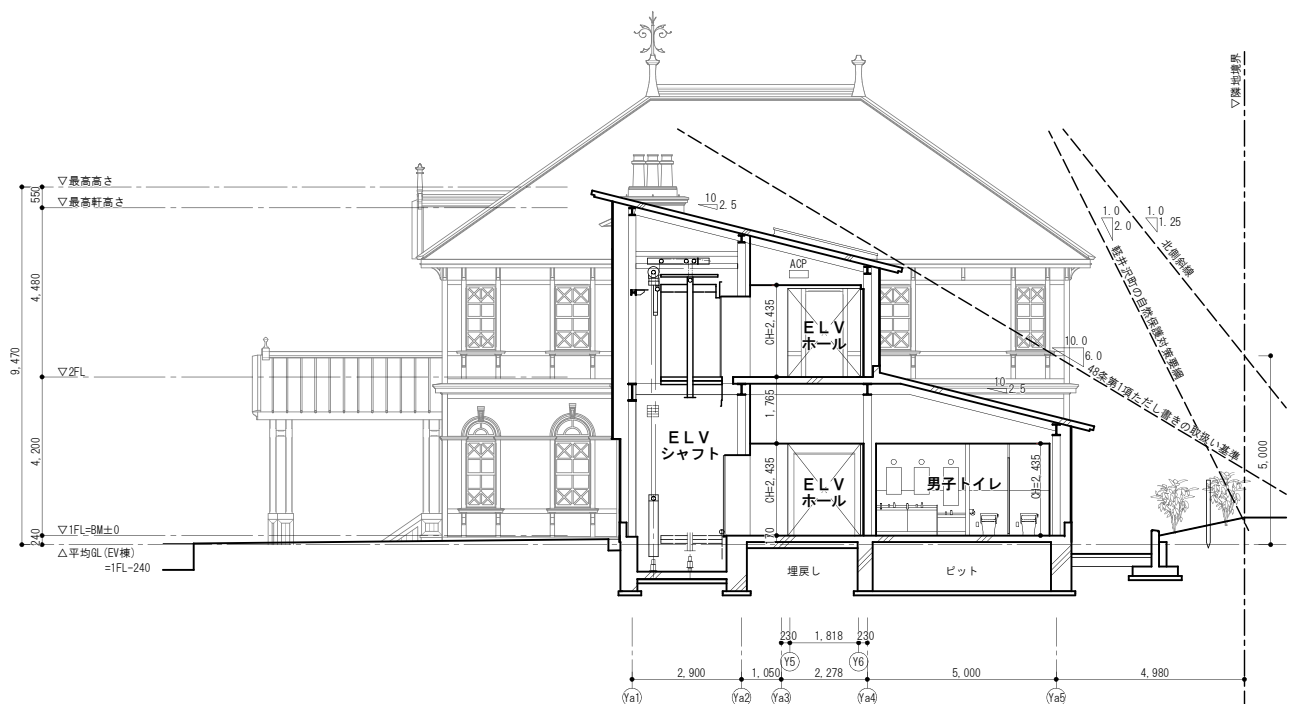 ▽隣地境界
▽最高高さ
▽最高軒高さ
550
4,480
9,470
▽2FL
4,200
▽1FL=BM±0
240
△平均GL(EV棟)
=1FL-240
10
2.5
ACP
CH=2,435
ELV
ホール
1,765
10
2.5
ELV
シャフト
CH=2,435
ELV
ホール
男子トイレ
CH=2,435
70
埋戻し
ピット
1.0
2.0
1.0
1.25
北側斜線
軽井沢町の自然保護対策要綱
10.0
6.0
48条第1項ただし書きの取扱い基準
5,000
230
1,818
230
Y5
Y6
2,900
1,050
2,278
5,000
4,980
Ya1
Ya2
Ya3
Ya4
Ya5